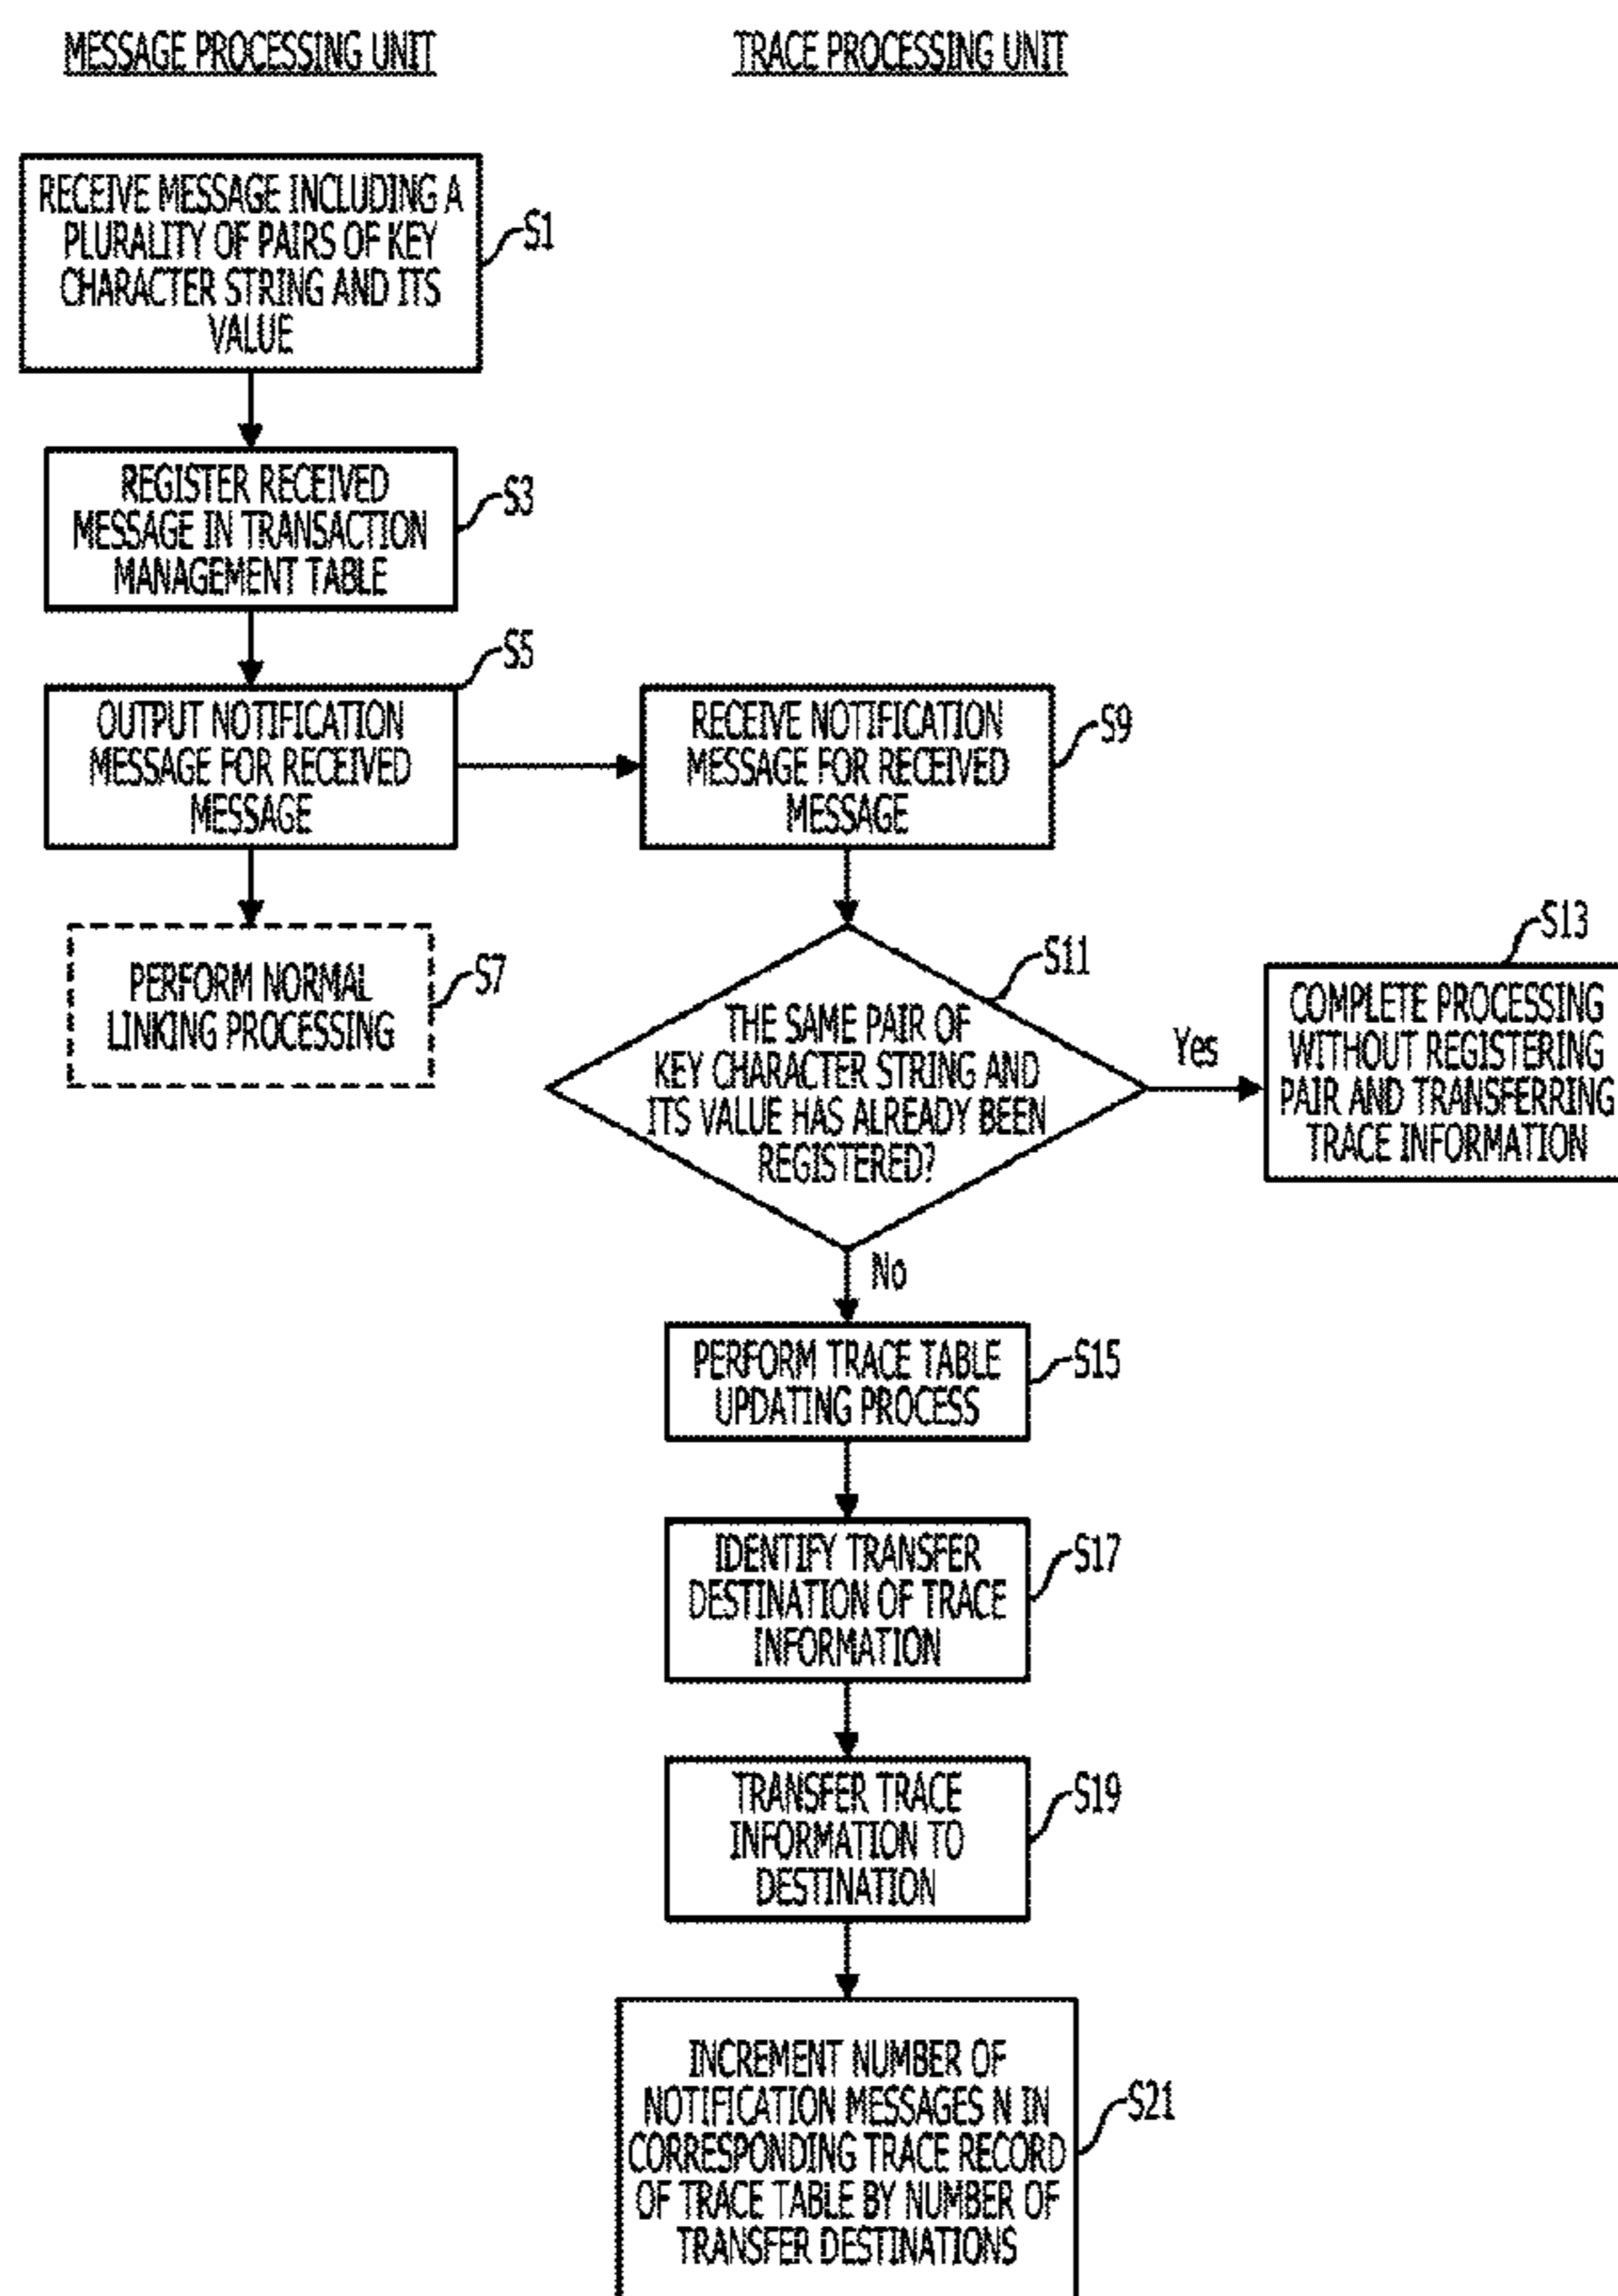 MESSAGE PROCESSING UNIT
TRACE PROCESSING UNIT
RECEIVE MESSAGE INCLUDING A
PLURALITY OF PAIRS OF KEY
CHARACTER STRING AND ITS
VALUE
S1
REGISTER RECEIVED
MESSAGE IN TRANSACTION
MANAGEMENT TABLE
S3
OUTPUT NOTIFICATION
MESSAGE FOR RECEIVED
MESSAGE
S5
PERFORM NORMAL
LINKING PROCESSING
S7
RECEIVE NOTIFICATION
MESSAGE FOR RECEIVED
MESSAGE
S9
THE SAME PAIR OF
KEY CHARACTER STRING AND
ITS VALUE HAS ALREADY BEEN
REGISTERED?
S11
Yes
COMPLETE PROCESSING
WITHOUT REGISTERING
PAIR AND TRANSFERRING
TRACE INFORMATION
S13
No
PERFORM TRACE TABLE
UPDATING PROCESS
S15
IDENTIFY TRANSFER
DESTINATION OF TRACE
INFORMATION
S17
TRANSFER TRACE
INFORMATION TO
DESTINATION
S19
INCREMENT NUMBER OF
NOTIFICATION MESSAGES N IN
CORRESPONDING TRACE RECORD
OF TRACE TABLE BY NUMBER OF
TRANSFER DESTINATIONS
S21